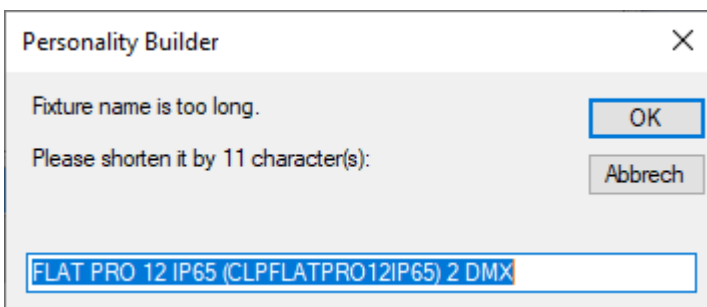 Personality Builder
Fixture name is too long.
OK
Please shorten it by 11 character(s):
Abbrech
FLAT PRO 12 IP65 (CLPFLATPRO12IP65) 2 DMX